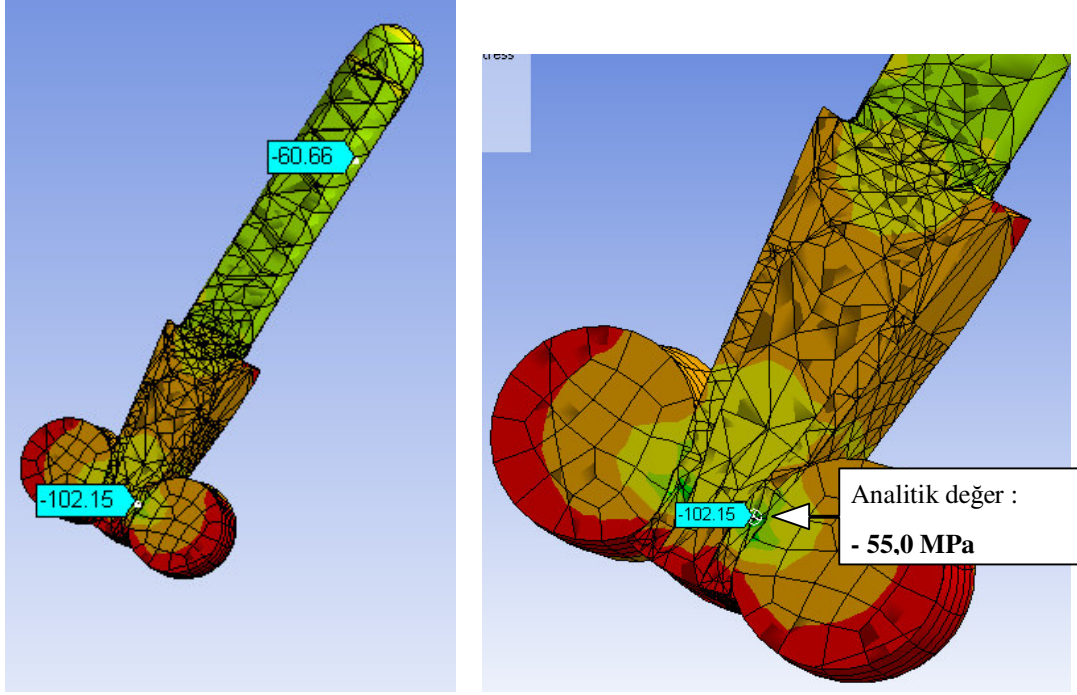 -60.66
-102.15
tress
-102.15
Analitik değer :
- 55,0 MPa